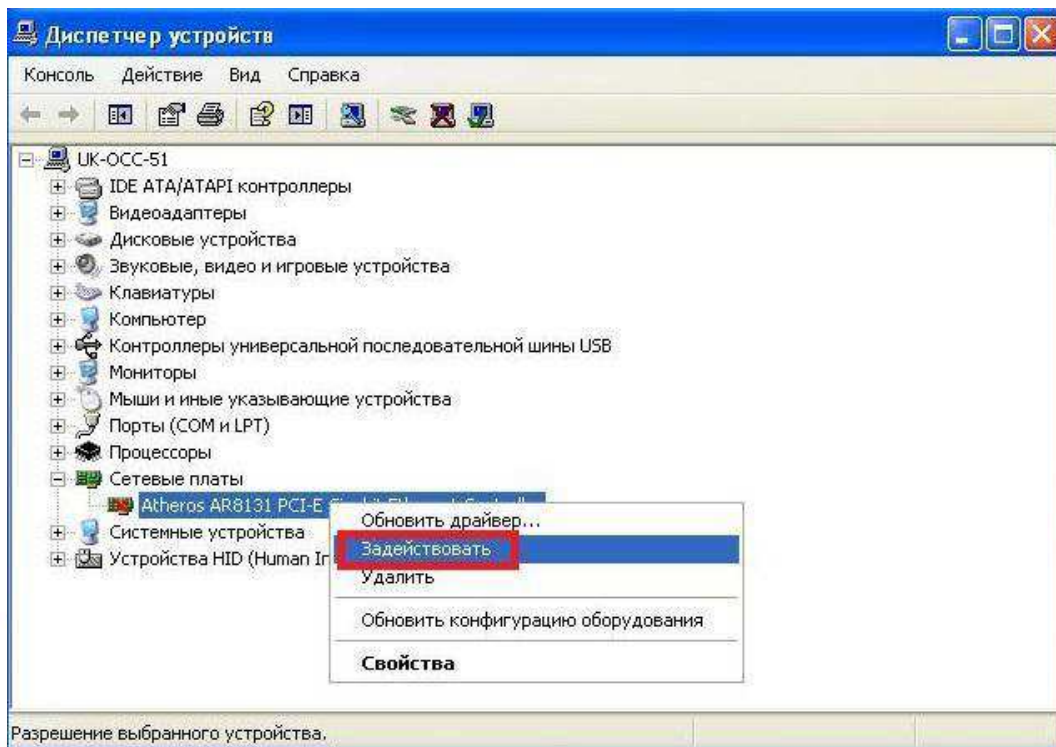 Диспетчер устройств
Консоль Действие Вид Справка
UK-OCC-51
IDE ATA/ATAPI контроллеры
Видеоадаптеры
Дисковые устройства
Звуковые, видео и игровые устройства
Клавиатуры
Компьютер
Контроллеры универсальной последовательной шины USB
Мониторы
Мыши и иные указывающие устройства
Порты (COM и LPT)
Процессоры
Сетевые платы
Atheros AR8131 PCI-E
Системные устройства
Устройства HID (Human
Обновить драйвер...
Задействовать
Удалить
Обновить конфигурацию оборудования
Свойства
Разрешение выбранного устройства.